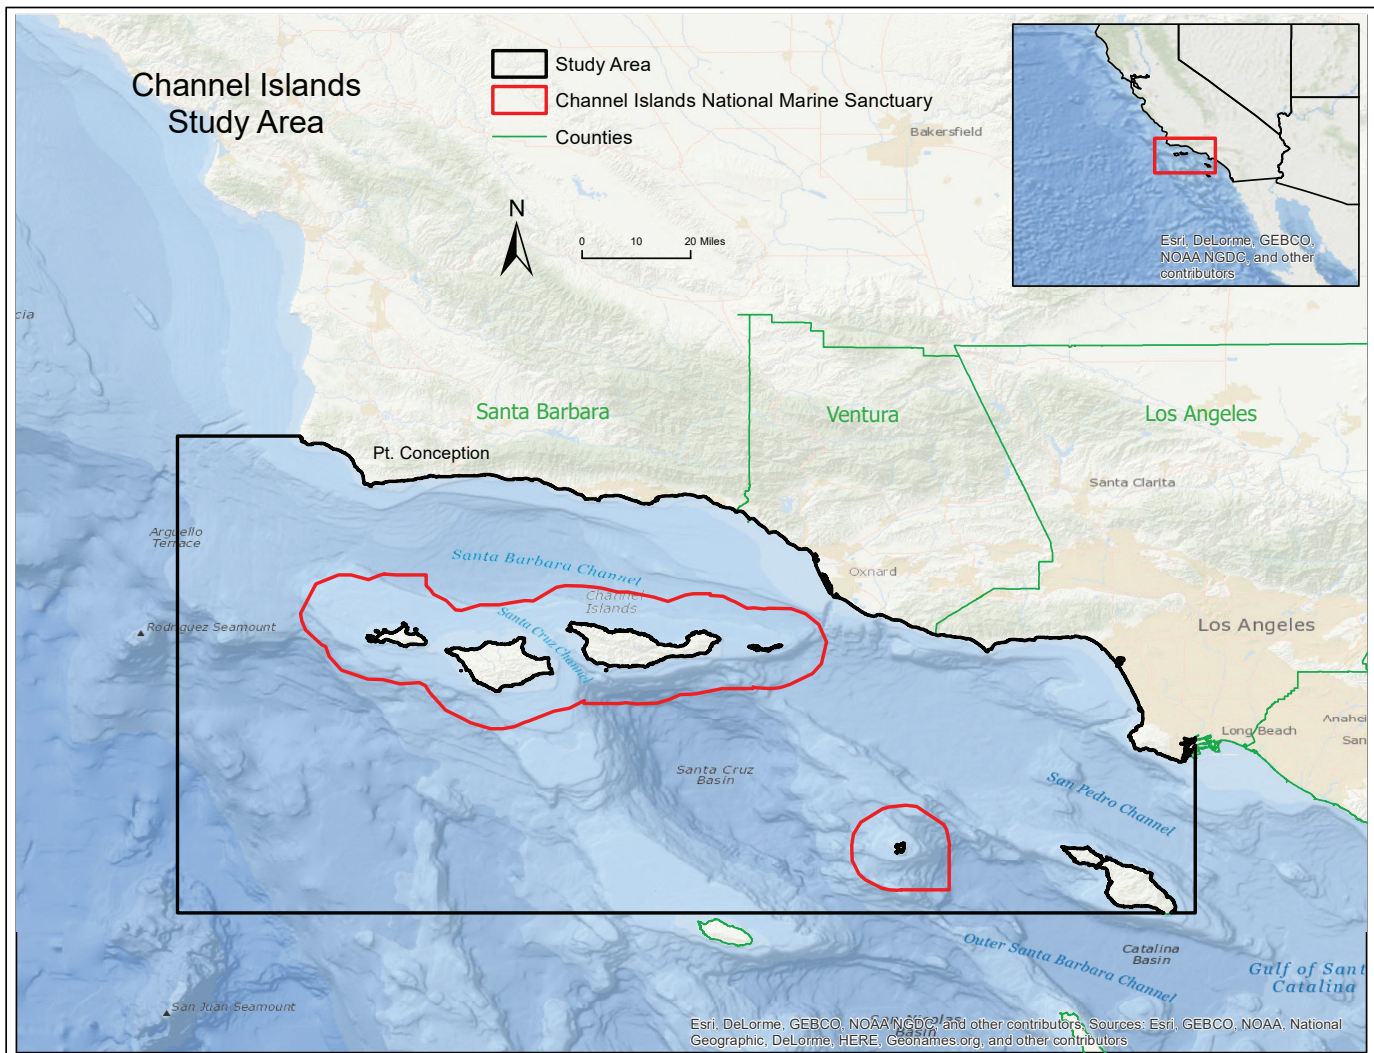 Channel Islands
Study Area
Study Area
Channel Islands National Marine Sanctuary
Counties
N
0 10 20 Miles
Bakersfield
Esri, DeLorme, GEBCO,
NOAA NGDC, and other
contributors
cia
Santa Barbara
Ventura
Los Angeles
Pt. Conception
Santa Clarita
Arguello
Terrace
Santa Barbara Channel
Oxnard
Channel
Islands
Santa Cruz Channel
Rodriguez Seamount
Los Angeles
Long Beach
Anahei
San
Santa Cruz
Basin
San Pedro Channel
Outer Santa Barbara Channel
Catalina
Basin
Gulf of Sant
Catalina
San Juan Seamount
San Nicolas
Basin
Esri, DeLorme, GEBCO, NOAA NGDC, and other contributors, Sources: Esri, GEBCO, NOAA, National
Geographic, DeLorme, HERE, Geonames.org, and other contributors